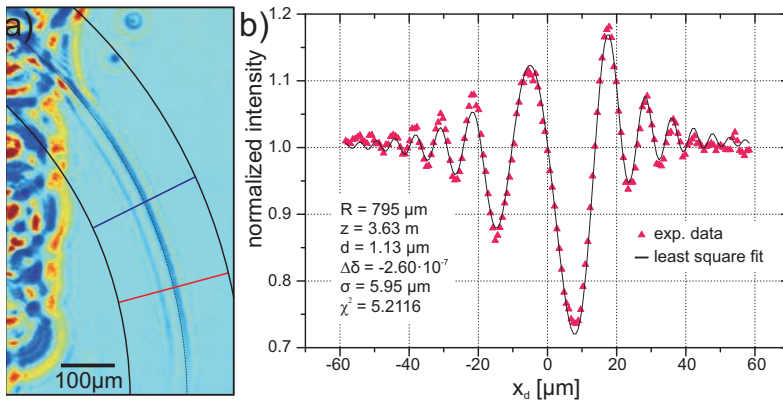 a)
100µm
b)
normalized intensity
1.2
1.1
1.0
0.9
0.8
0.7
R = 795 µm
z = 3.63 m
d = 1.13 µm
Δδ = -2.60·10⁻⁷
σ = 5.95 µm
χ² = 5.2116
exp. data
least square fit
-60 -40 -20 0 20 40 60
x_d [µm]